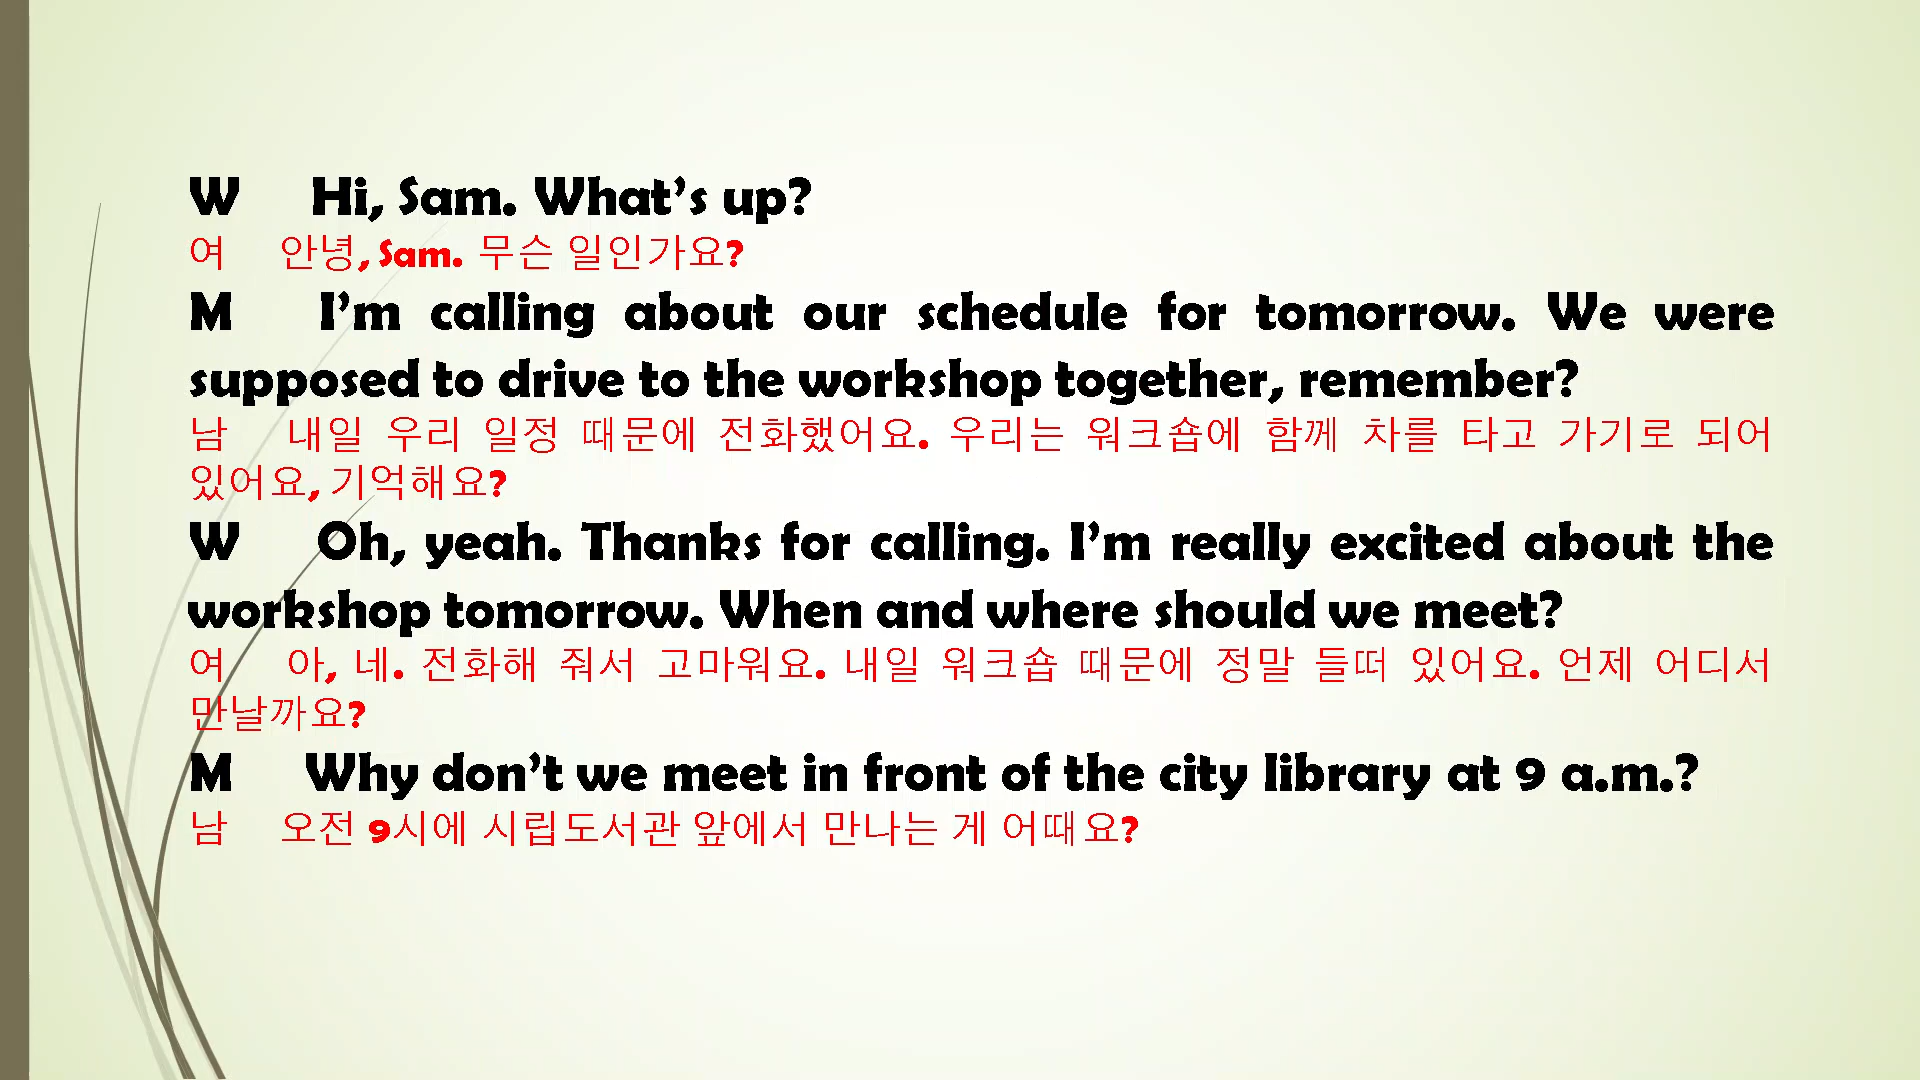 W Hi, Sam. What’s up?
여 안녕, Sam. 무슨 일인가요?
M I’m calling about our schedule for tomorrow. We were
supposed to drive to the workshop together, remember?
남 내일 우리 일정 때문에 전화했어요. 우리는 워크숍에 함께 차를 타고 가기로 되어
있어요, 기억해요?
W Oh, yeah. Thanks for calling. I’m really excited about the
workshop tomorrow. When and where should we meet?
여 아, 네. 전화해 줘서 고마워요. 내일 워크숍 때문에 정말 들떠 있어요. 언제 어디서
만날까요?
M Why don’t we meet in front of the city library at 9 a.m.?
남 오전 9시에 시립도서관 앞에서 만나는 게 어때요?